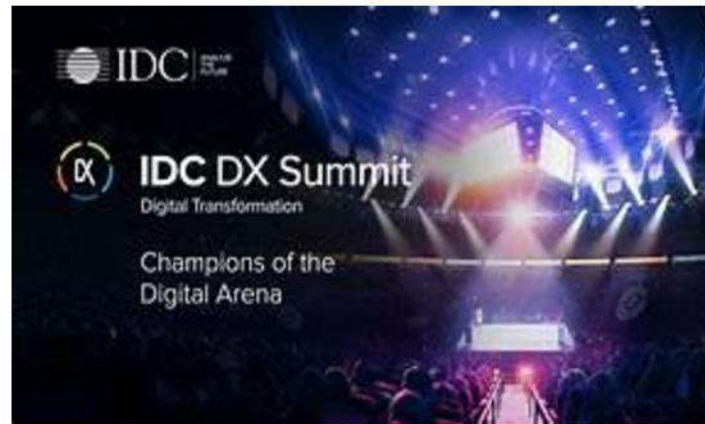 IDC
IDC DX Summit
Digital Transformation
Champions of the
Digital Arena